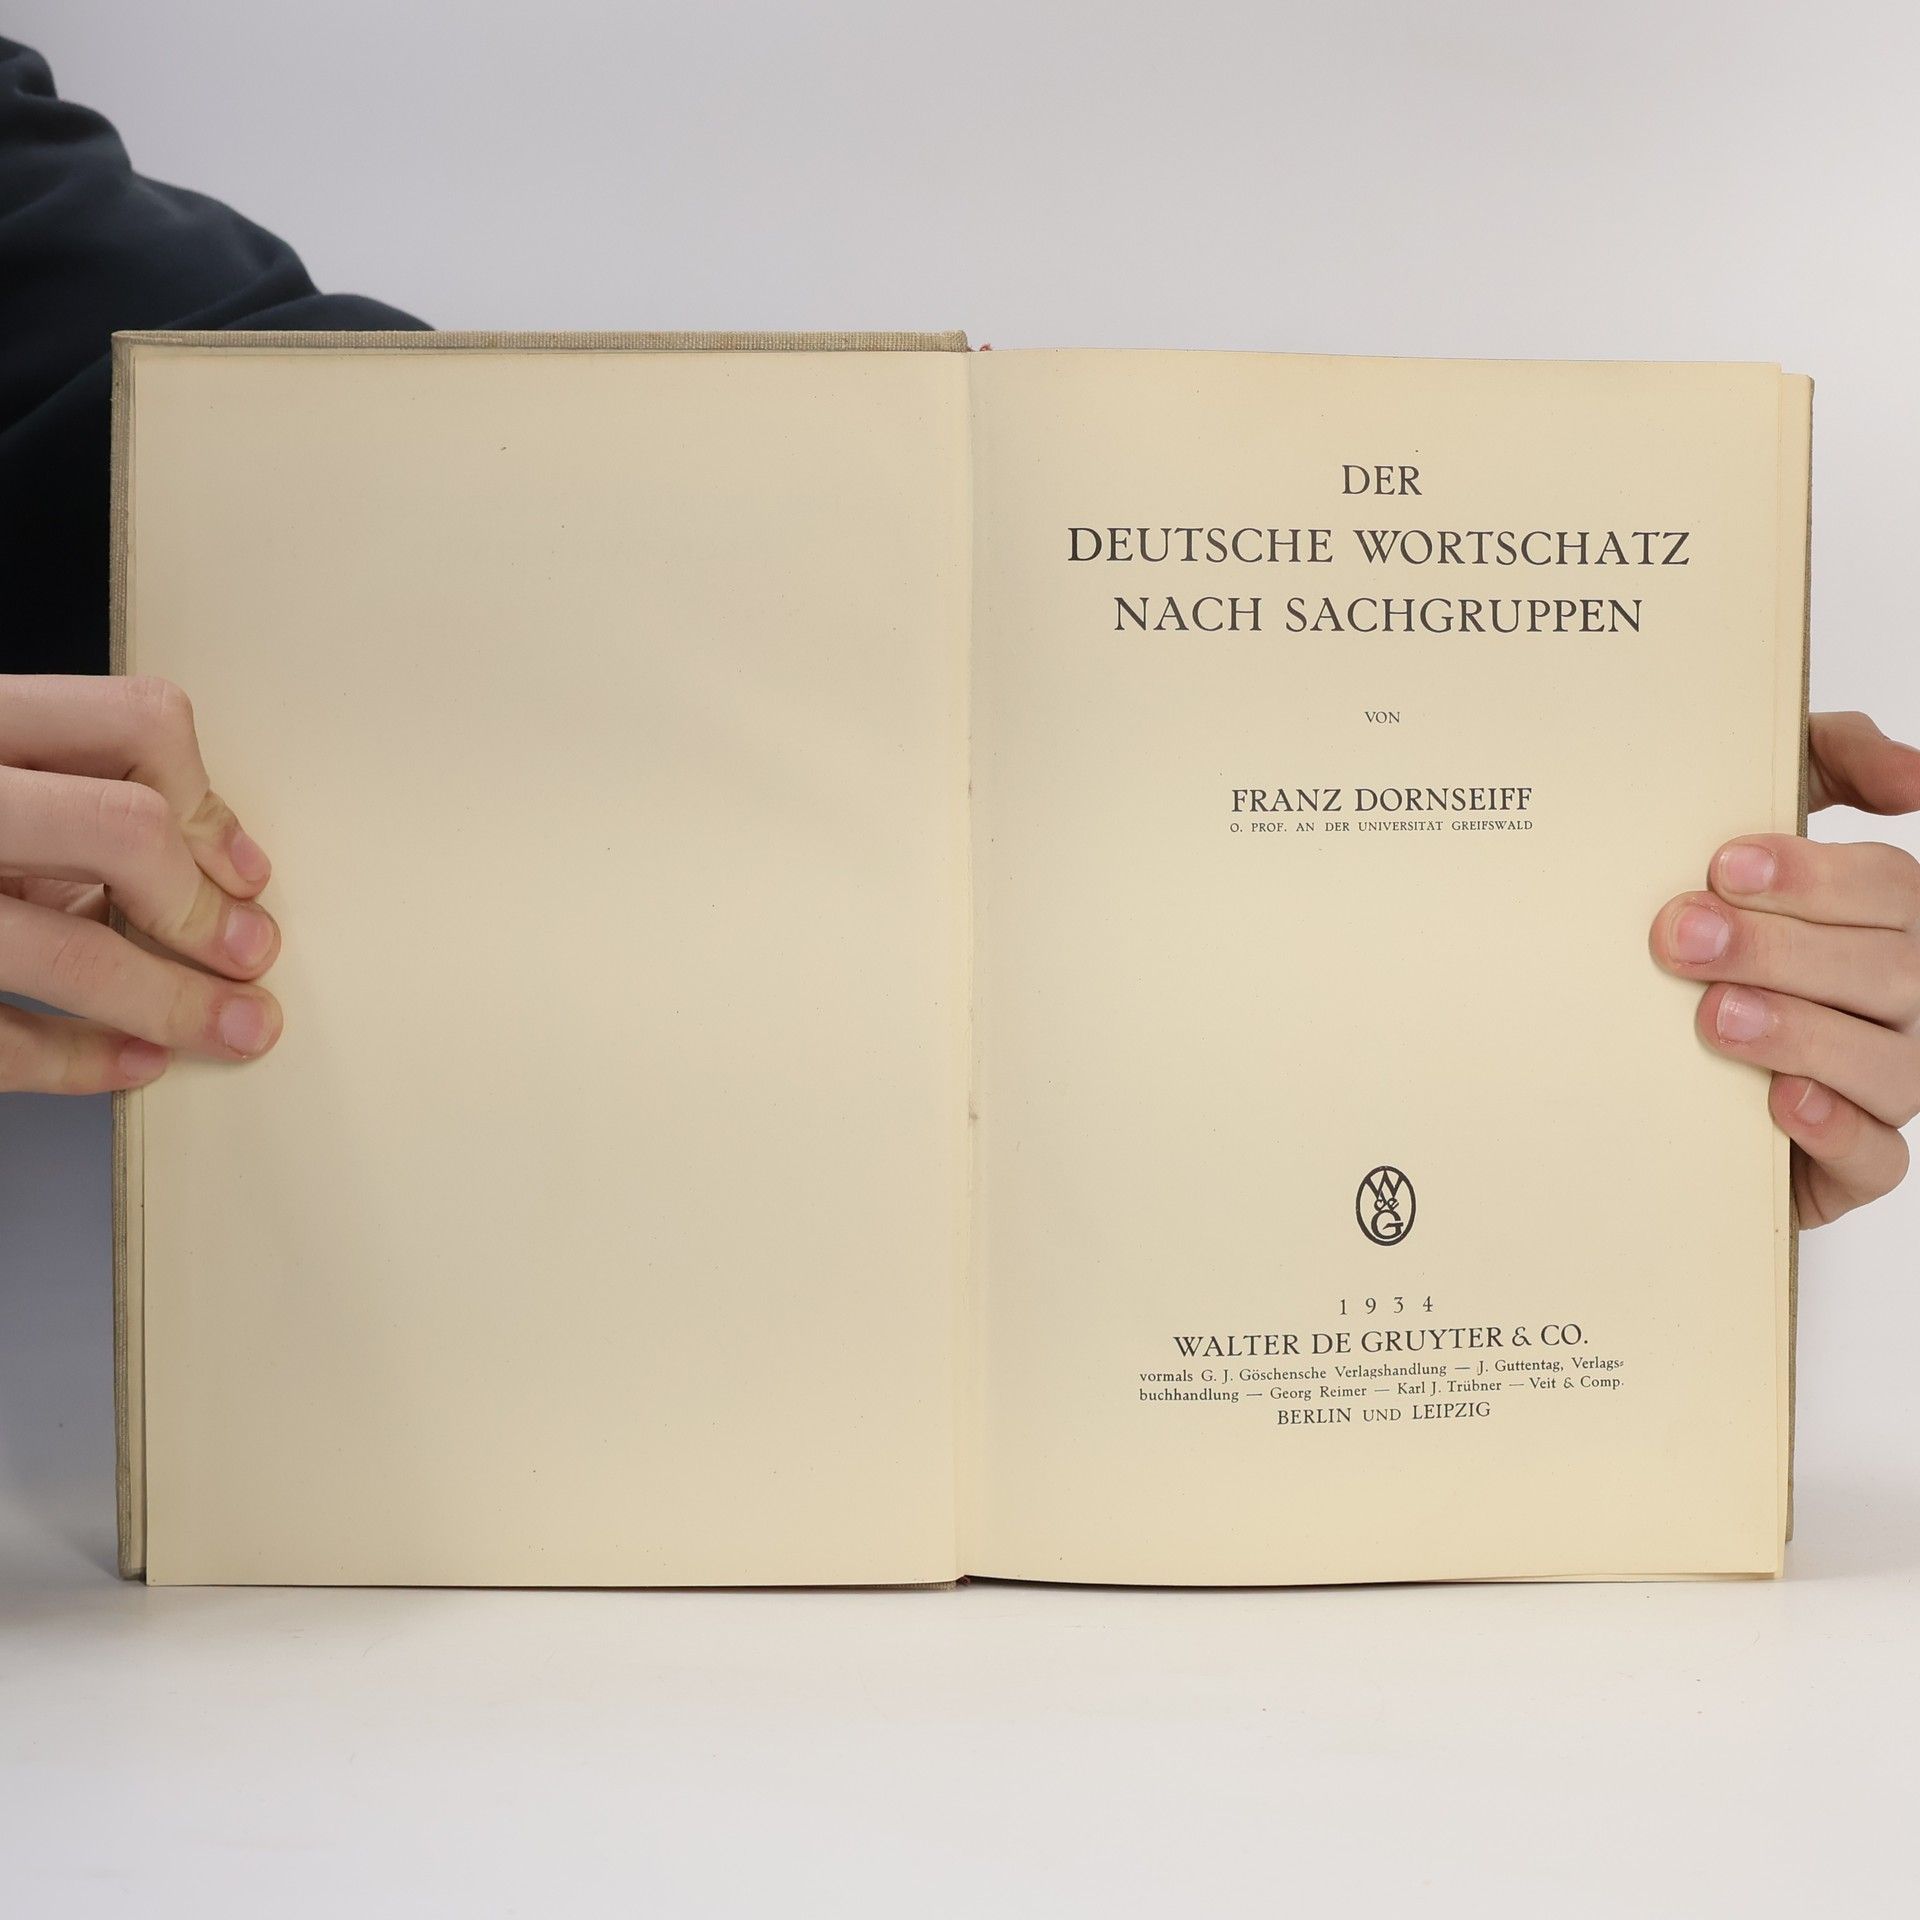 DER
DEUTSCHE WORTSCHATZ
NACH SACHGRUPPEN
VON
FRANZ DORNSEIFF
O. PROF. AN DER UNIVERSITÄT GREIFSWALD
W
de
G
1934
WALTER DE GRUYTER & CO.
vormals G. J. Göschensche Verlagshandlung — J. Guttentag, Verlags-
buchhandlung — Georg Reimer — Karl J. Trübner — Veit & Comp.
BERLIN UND LEIPZIG